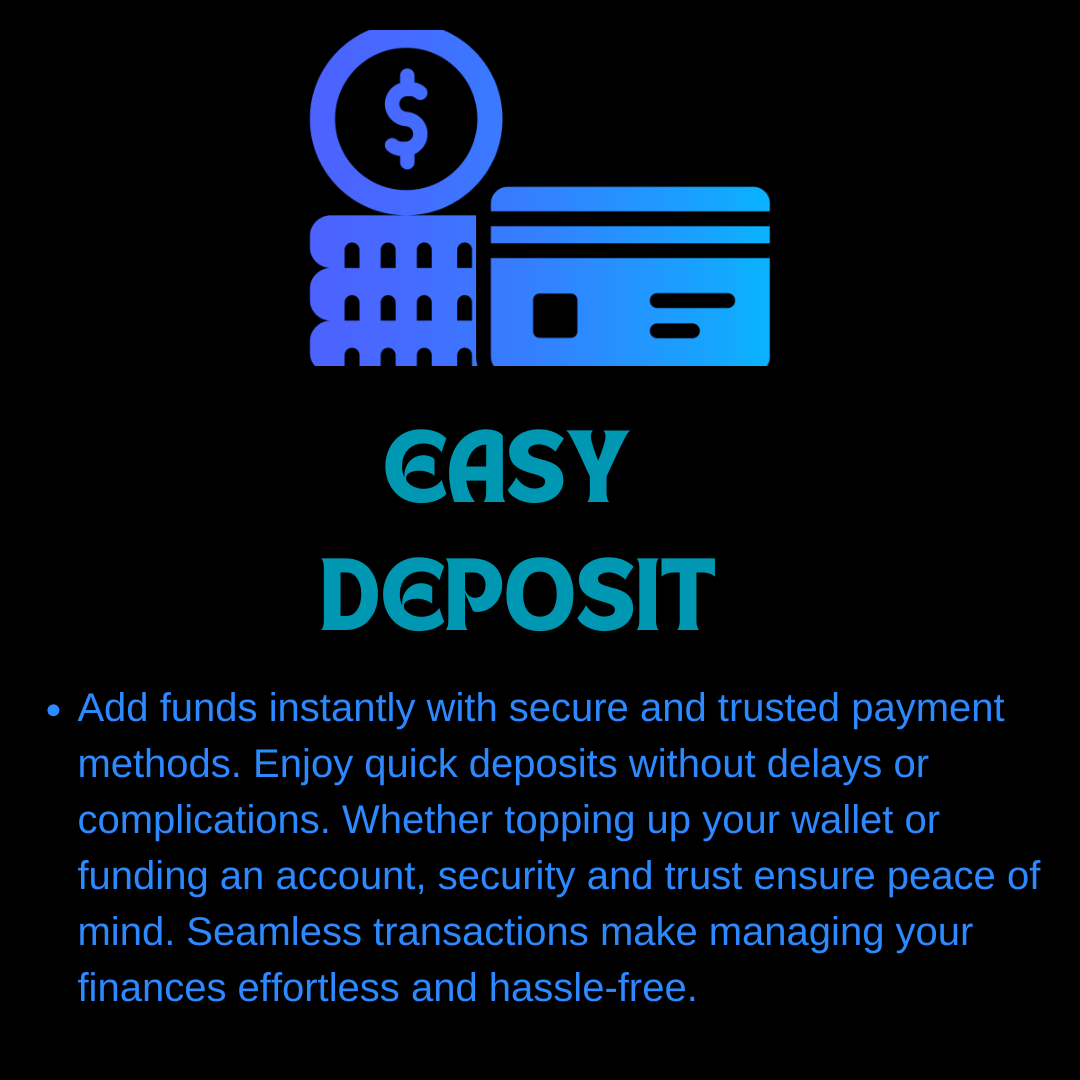 $
EASY
DEPOSIT
• Add funds instantly with secure and trusted payment
methods. Enjoy quick deposits without delays or
complications. Whether topping up your wallet or
funding an account, security and trust ensure peace of
mind. Seamless transactions make managing your
finances effortless and hassle-free.